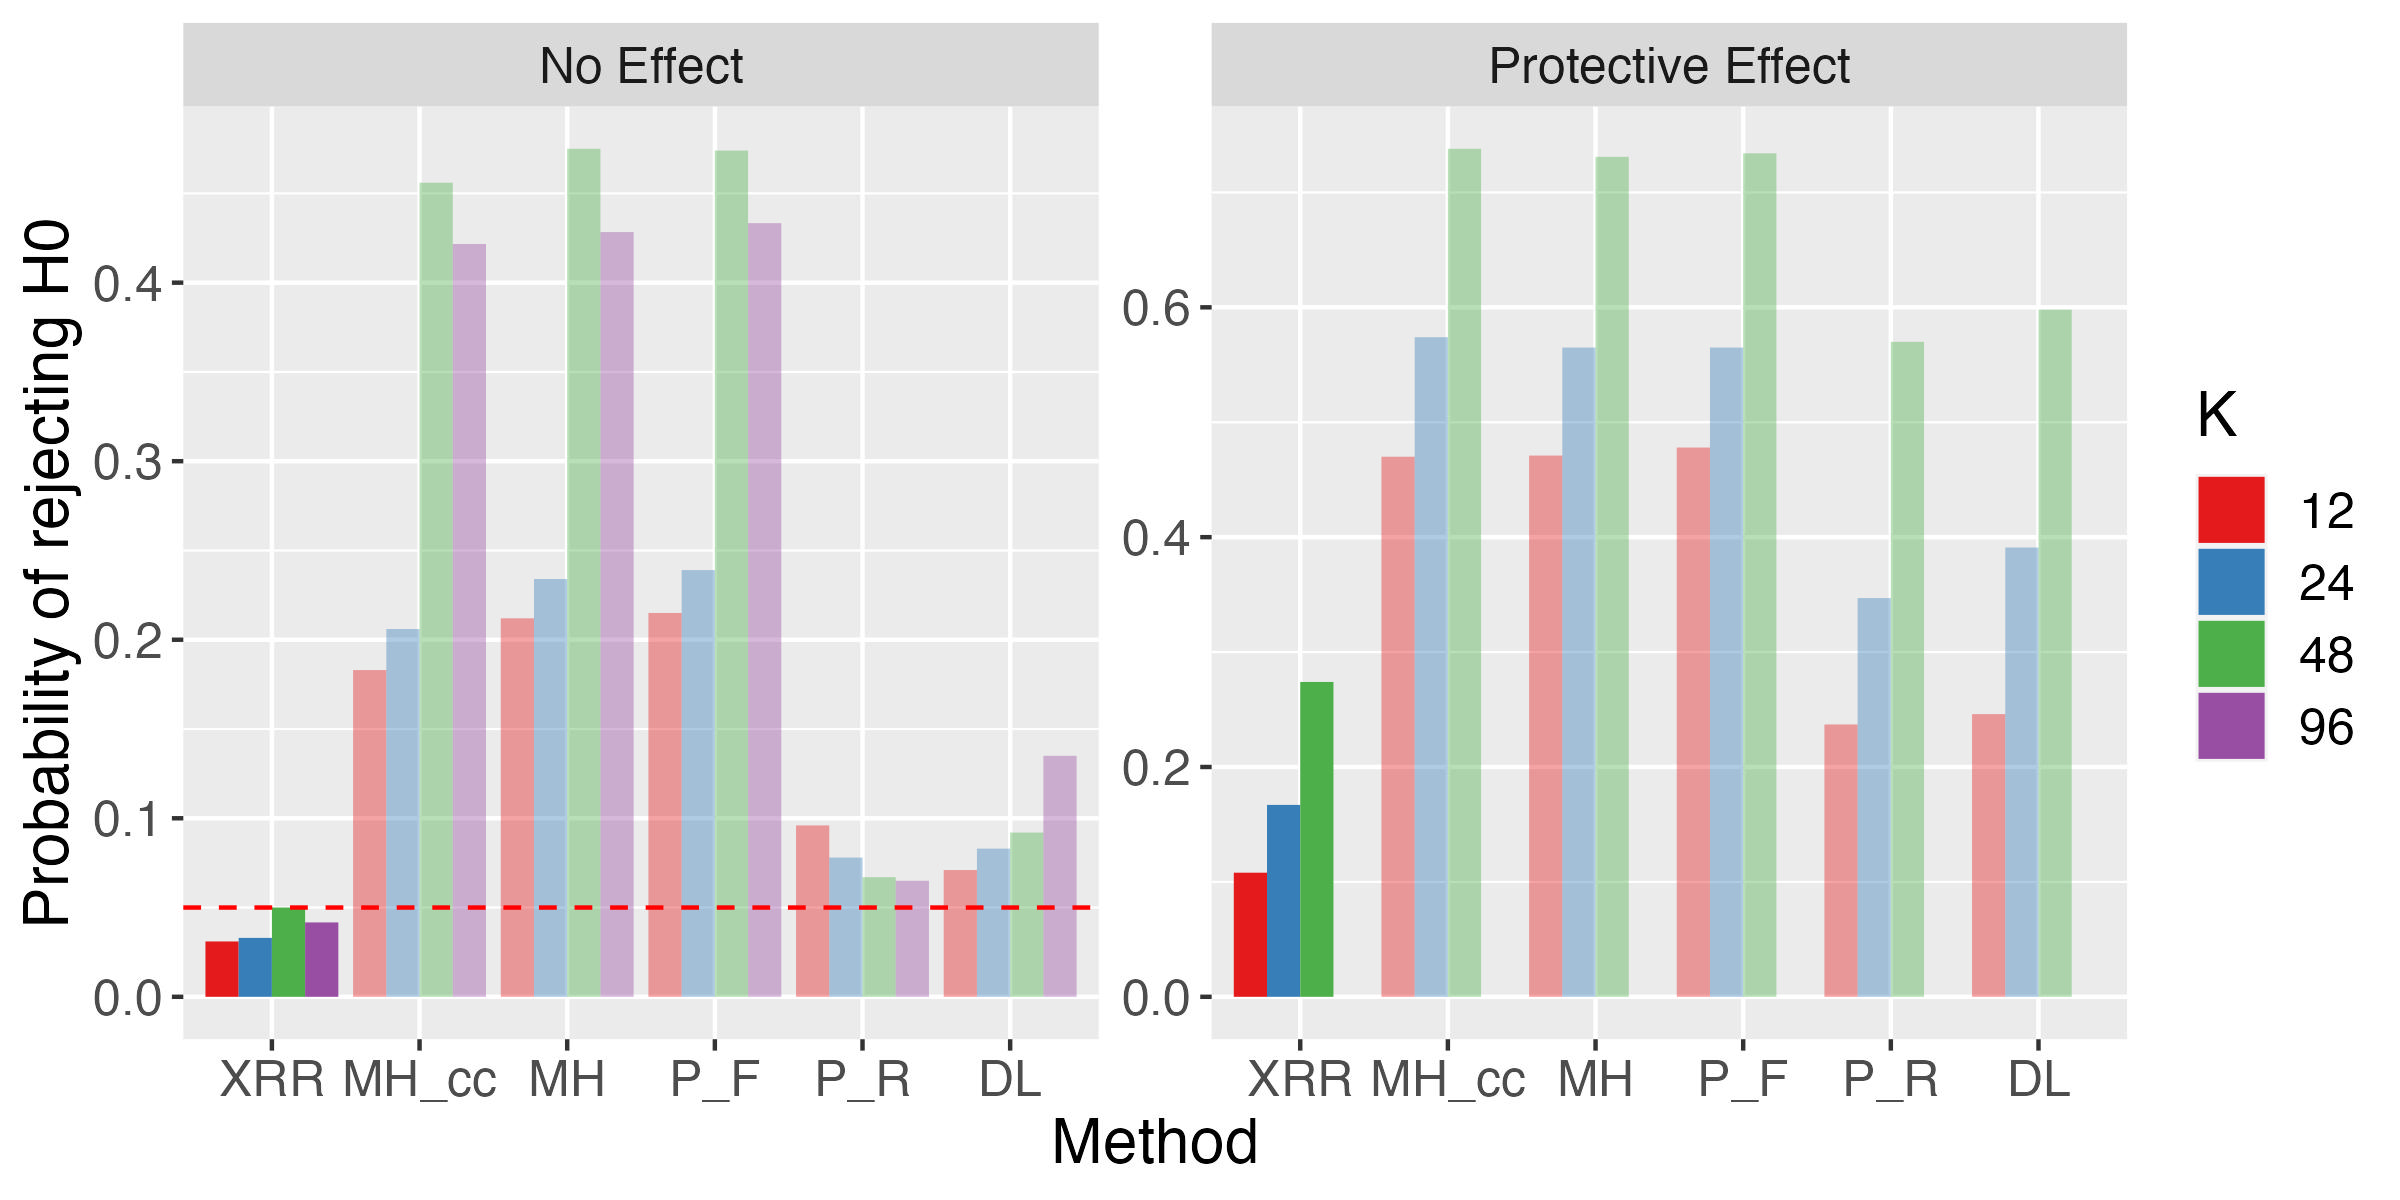 No Effect
Protective Effect
Probability of rejecting H0
0.4
0.3
0.2
0.1
0.0
0.6
0.4
0.2
0.0
XRR MH_cc MH P_F P_R DL
XRR MH_cc MH P_F P_R DL
Method
K
12
24
48
96